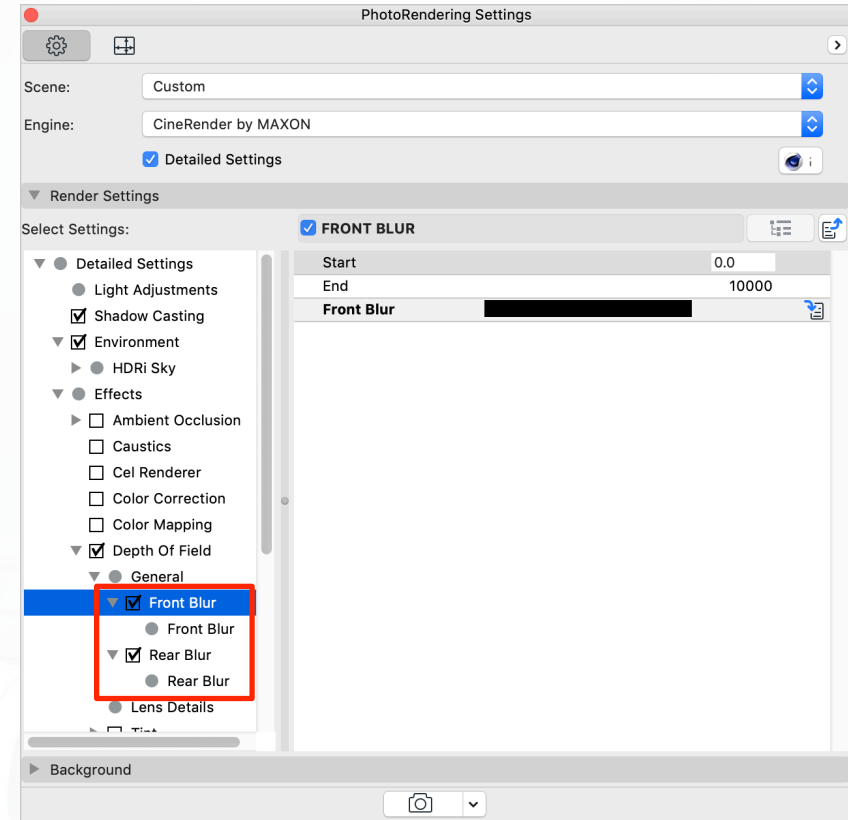 PhotoRendering Settings
Scene: Custom
Engine: CineRender by MAXON
Detailed Settings
Render Settings
Select Settings:
FRONT BLUR
Detailed Settings
Light Adjustments
Shadow Casting
Environment
HDRi Sky
Effects
Ambient Occlusion
Caustics
Cel Renderer
Color Correction
Color Mapping
Depth Of Field
General
Front Blur
Front Blur
Rear Blur
Rear Blur
Lens Details
Start 0.0
End 10000
Front Blur
Background